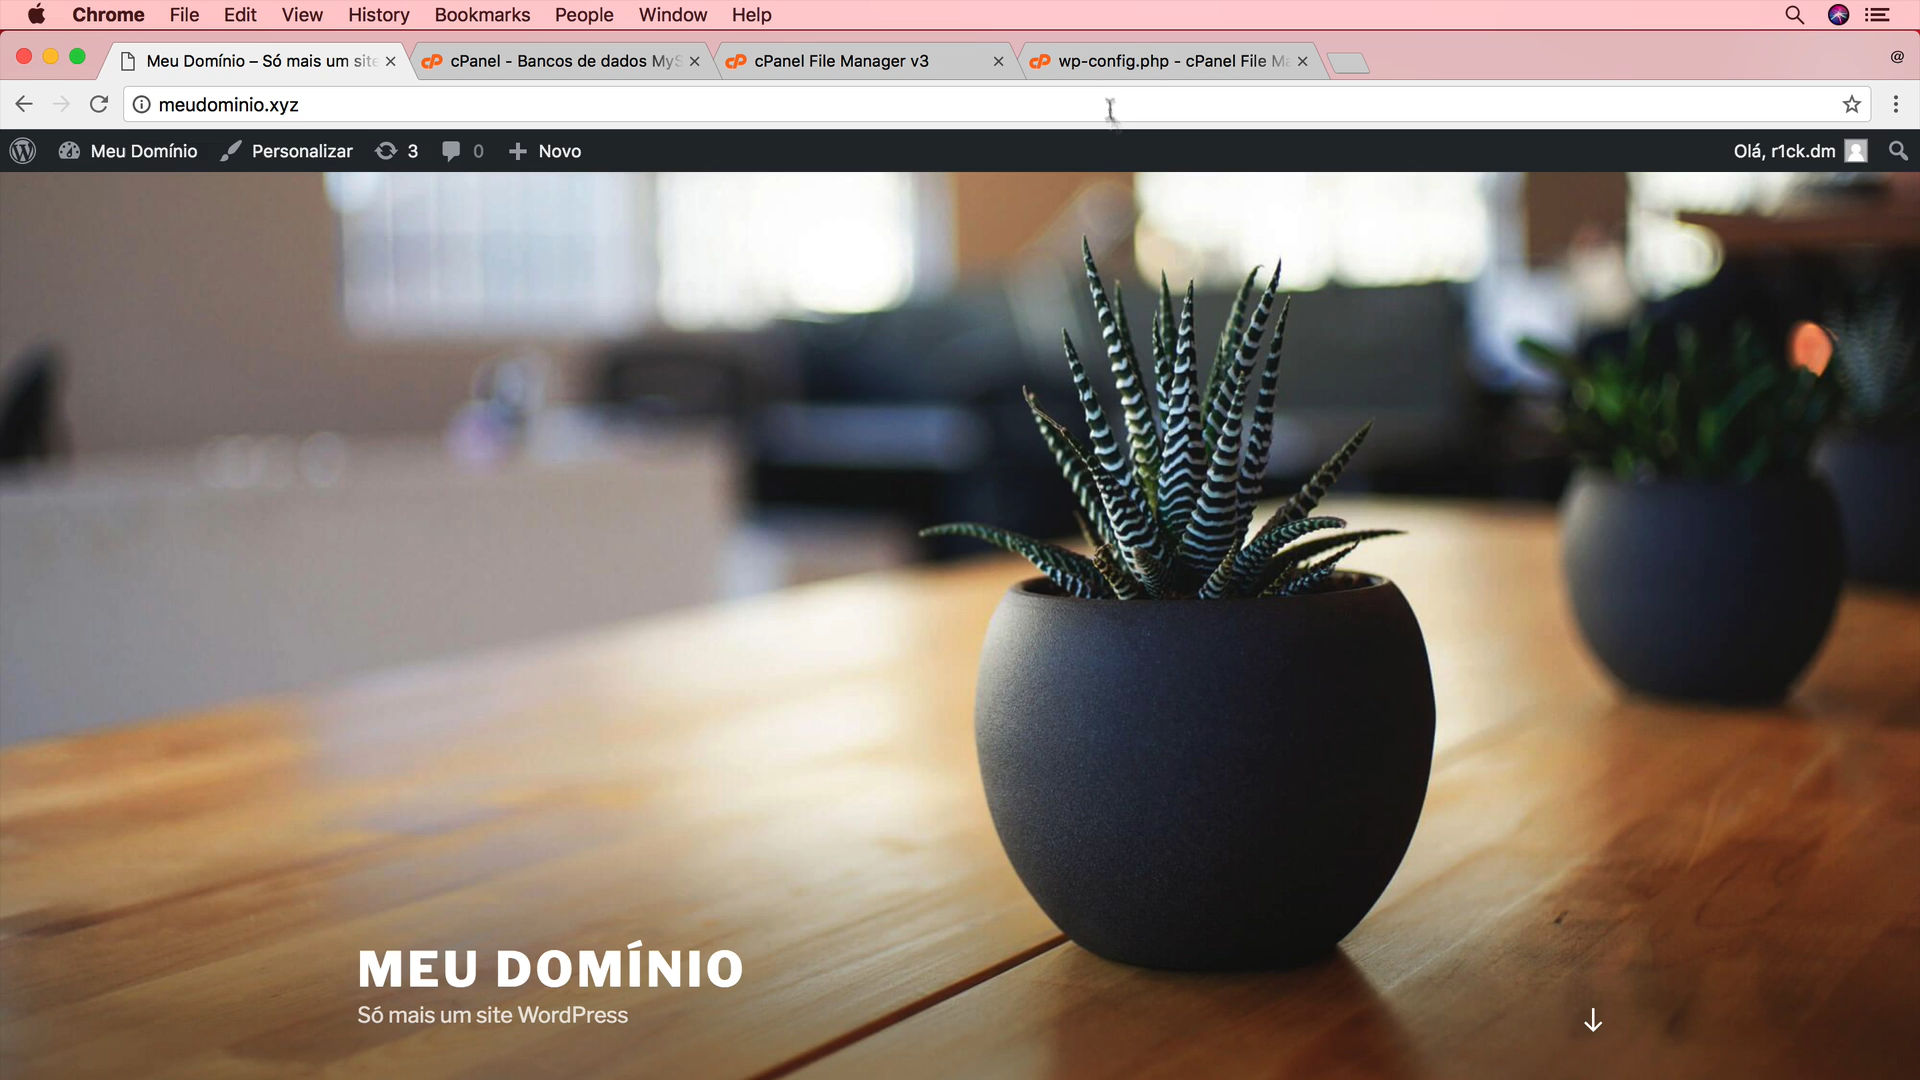 Chrome File Edit View History Bookmarks People Window Help
Meu Domínio – Só mais um site
cPanel - Bancos de dados MyS
cPanel File Manager v3
wp-config.php - cPanel File Ma
@
meudominio.xyz
Meu Domínio Personalizar 3 0 Novo
Olá, r1ck.dm
MEU DOMÍNIO
Só mais um site WordPress